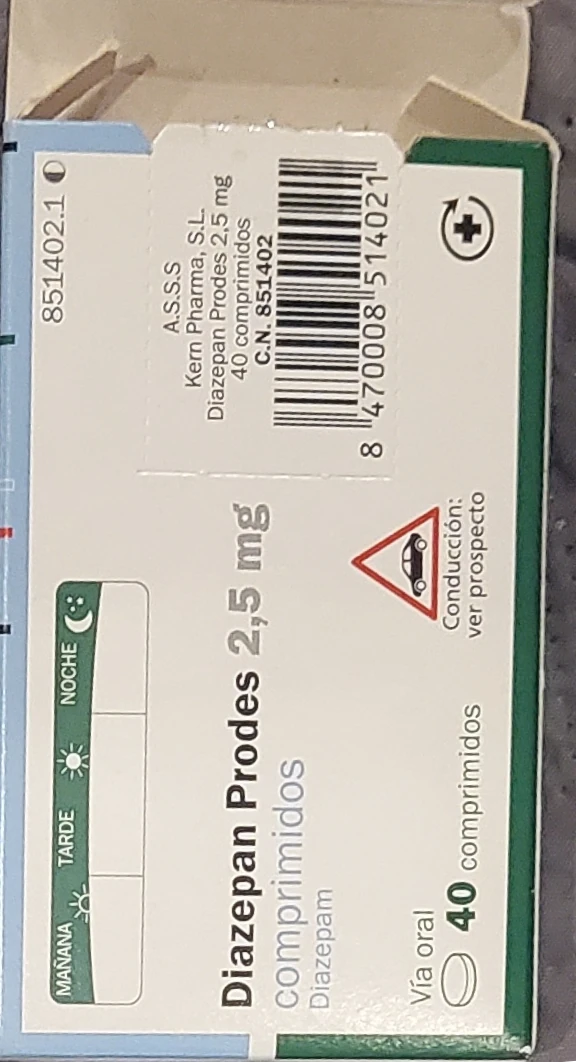 851402.1
MAÑANA TARDE NOCHE
A.S.S.S
Kern Pharma, S.L.
Diazepan Prodes 2,5 mg
40 comprimidos
C.N. 851402
8 470008 514021
Diazepan Prodes 2,5 mg
comprimidos
Diazepam
Vía oral
40 comprimidos
Conducción:
ver prospecto